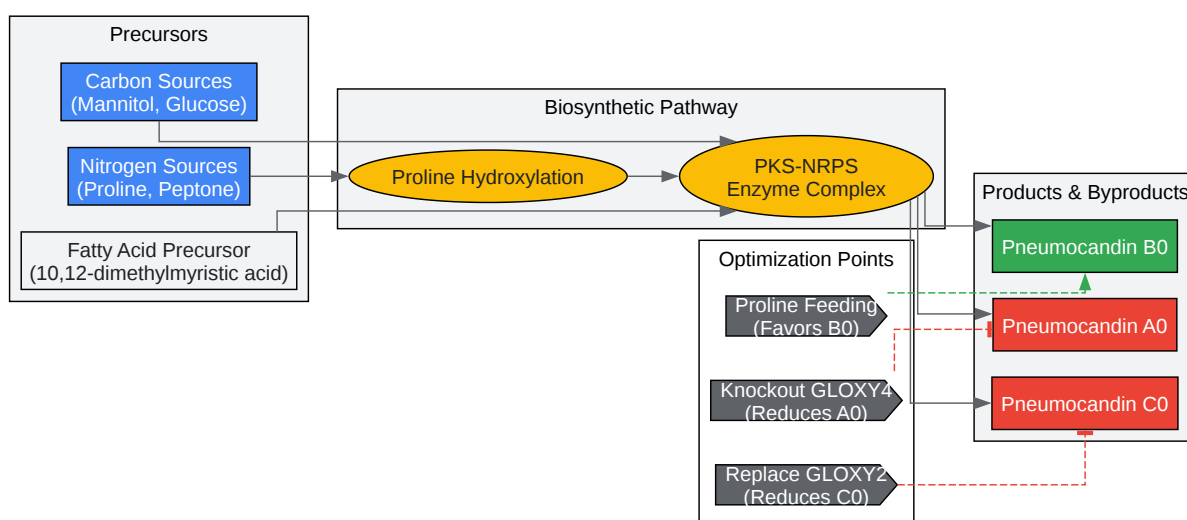 Precursors
Carbon Sources
(Mannitol, Glucose)
Nitrogen Sources
(Proline, Peptone)
Fatty Acid Precursor
(10,12-dimethylmyristic acid)
Biosynthetic Pathway
Proline Hydroxylation
PKS-NRPS
Enzyme Complex
Optimization Points
Proline Feeding
(Favors B0)
Knockout GLOXY4
(Reduces A0)
Replace GLOXY2
(Reduces C0)
Products & Byproducts
Pneumocandin B0
Pneumocandin A0
Pneumocandin C0